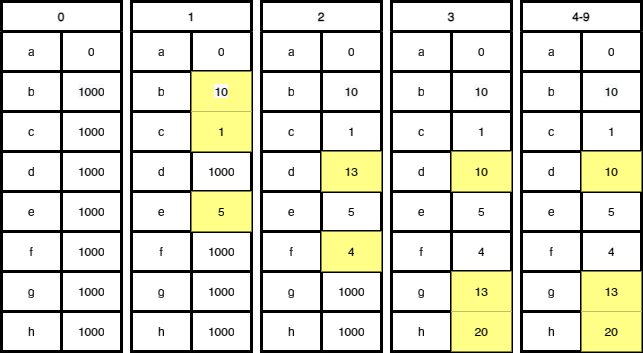 0 1 2 3 4-9
a 0 a 0 a 0 a 0 a 0
b 1000 b 10 b 10 b 10 b 10
c 1000 c 1 c 1 c 1 c 1
d 1000 d 1000 d 13 d 10 d 10
e 1000 e 5 e 5 e 5 e 5
f 1000 f 1000 f 4 f 4 f 4
g 1000 g 1000 g 1000 g 13 g 13
h 1000 h 1000 h 1000 h 20 h 20